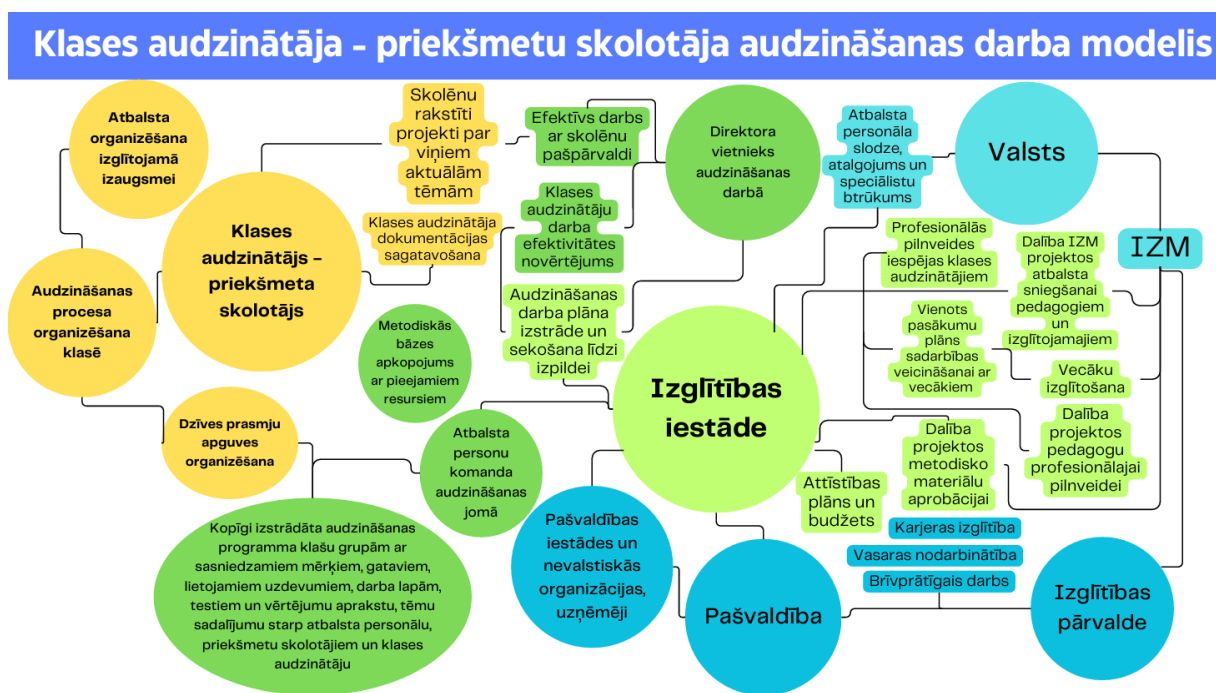 Klases audzinātāja - priekšmetu skolotāja audzināšanas darba modelis
Atbalsta
organizēšana
izglītojamā
izaugsmei
Skolēnu
rakstīti
projekti par
viņiem
aktuālām
tēmām
Efektīvs darbs
ar skolēnu
pašpārvaldi
Direktora
vietnieks
audzināšanas
darbā
Atbalsta
personāla
slodze,
atalgojums un
speciālistu
btrūkums
Valsts
Klases
audzinātājs -
priekšmeta
skolotājs
Klases audzinātāja
dokumentācijas
sagatavošana
Klases
audzinātāju
darba
efektivitātes
novērtējums
Profesionālās
pilnveides
iespējas klases
audzinātājiem
Dalība IZM
projektos
atbalsta
sniegšanai
pedagogiem
un
izglītojamajiem
IZM
Audzināšanas
procesa
organizēšana
klasē
Audzināšanas
darba plāna
izstrāde un
sekošana līdzi
izpildei
Metodiskās
bāzes
apkopojums
ar pieejamiem
resursiem
Vienots
pasākumu
plāns
sadarbības
veicināšanai ar
vecākiem
Vecāku
izglītošana
Izglītības
iestāde
Dzīves prasmju
apguves
organizēšana
Atbalsta
personu
komanda
audzināšanas
jomā
Dalība
projektos
metodisko
materiālu
aprobācijai
Dalība
projektos
pedagogu
profesionālajai
pilnveidei
Attīstības
plāns un
budžets
Kopīgi izstrādāta audzināšanas
programma klašu grupām ar
sasniedzamiem mērķiem, gataviem,
lietojamiem uzdevumiem, darba lapām,
testiem un vērtējumu aprakstu, tēmu
sadalījumu starp atbalsta personālu,
priekšmetu skolotājiem un klases
audzinātāju
Pašvaldības
iestādes un
nevalstiskās
organizācijas,
uzņēmēji
Pašvaldība
Karjeras izglītība
Vasaras nodarbinātība
Brīvprātīgais darbs
Izglītības
pārvalde